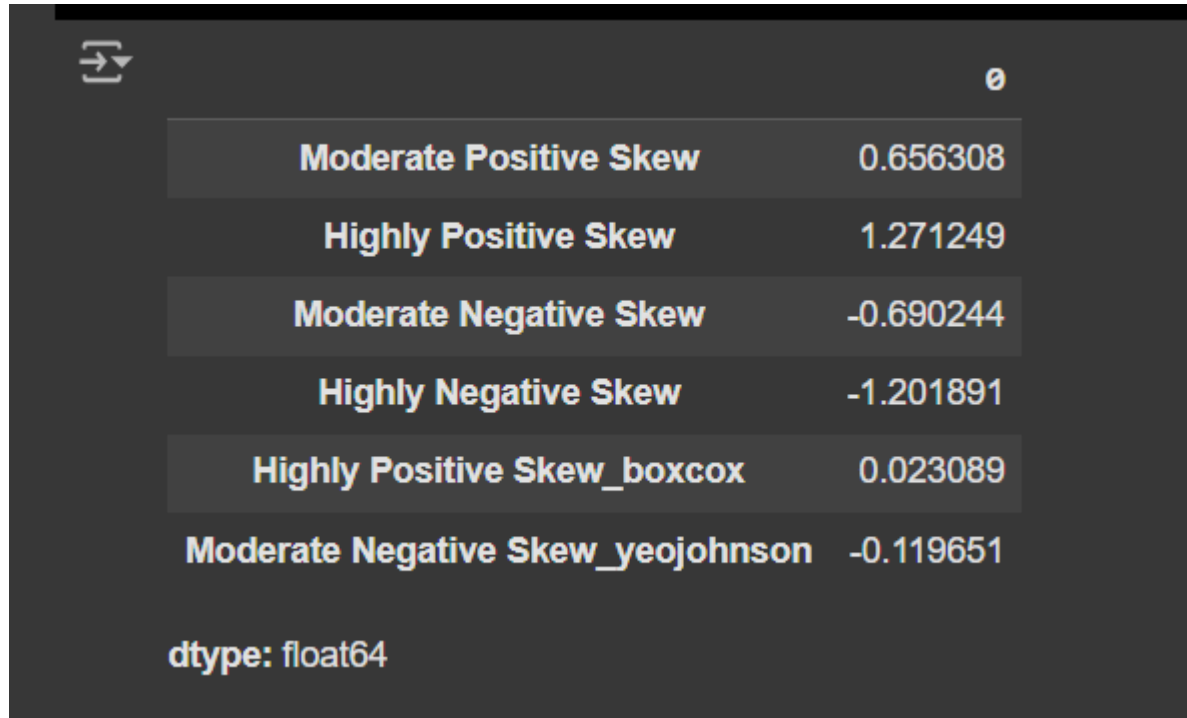 0
Moderate Positive Skew 0.656308
Highly Positive Skew 1.271249
Moderate Negative Skew -0.690244
Highly Negative Skew -1.201891
Highly Positive Skew_boxcox 0.023089
Moderate Negative Skew_yeojohnson -0.119651
dtype: float64